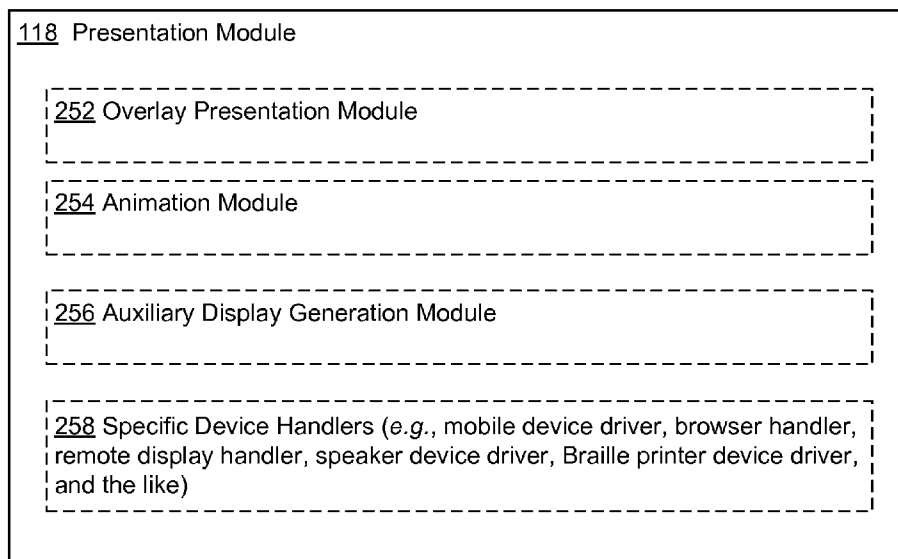 118 Presentation Module
252 Overlay Presentation Module
254 Animation Module
256 Auxiliary Display Generation Module
258 Specific Device Handlers (e.g., mobile device driver, browser handler,
remote display handler, speaker device driver, Braille printer device driver,
and the like)